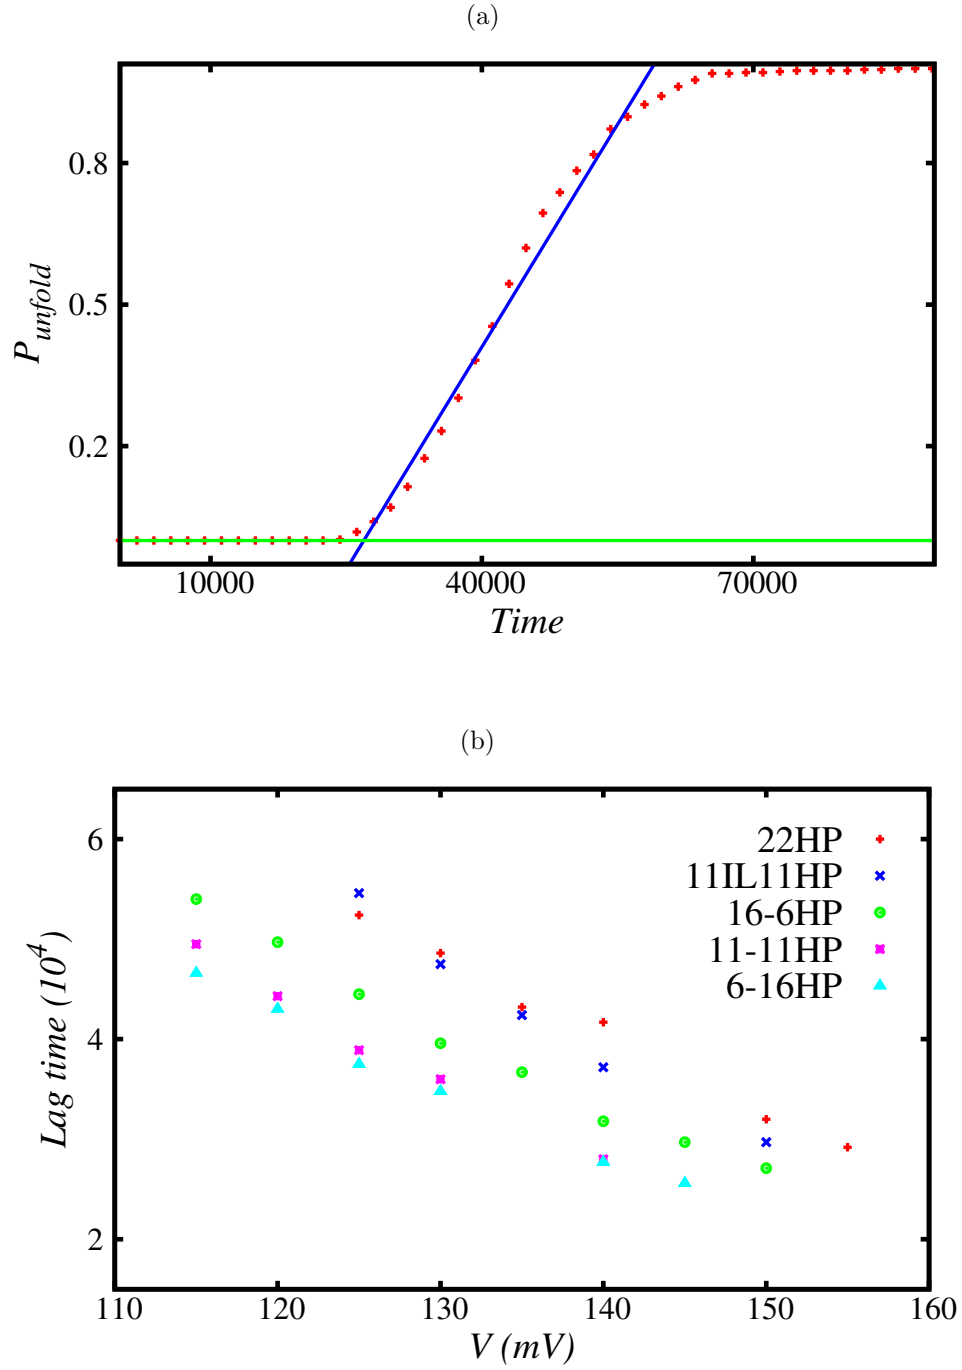 (a)
0.8
0.5
0.2
P_unfold
10000 40000 70000
Time
(b)
6
4
2
Lag time (10^4)
22HP
11IL11HP
16-6HP
11-11HP
6-16HP
110 120 130 140 150 160
V (mV)